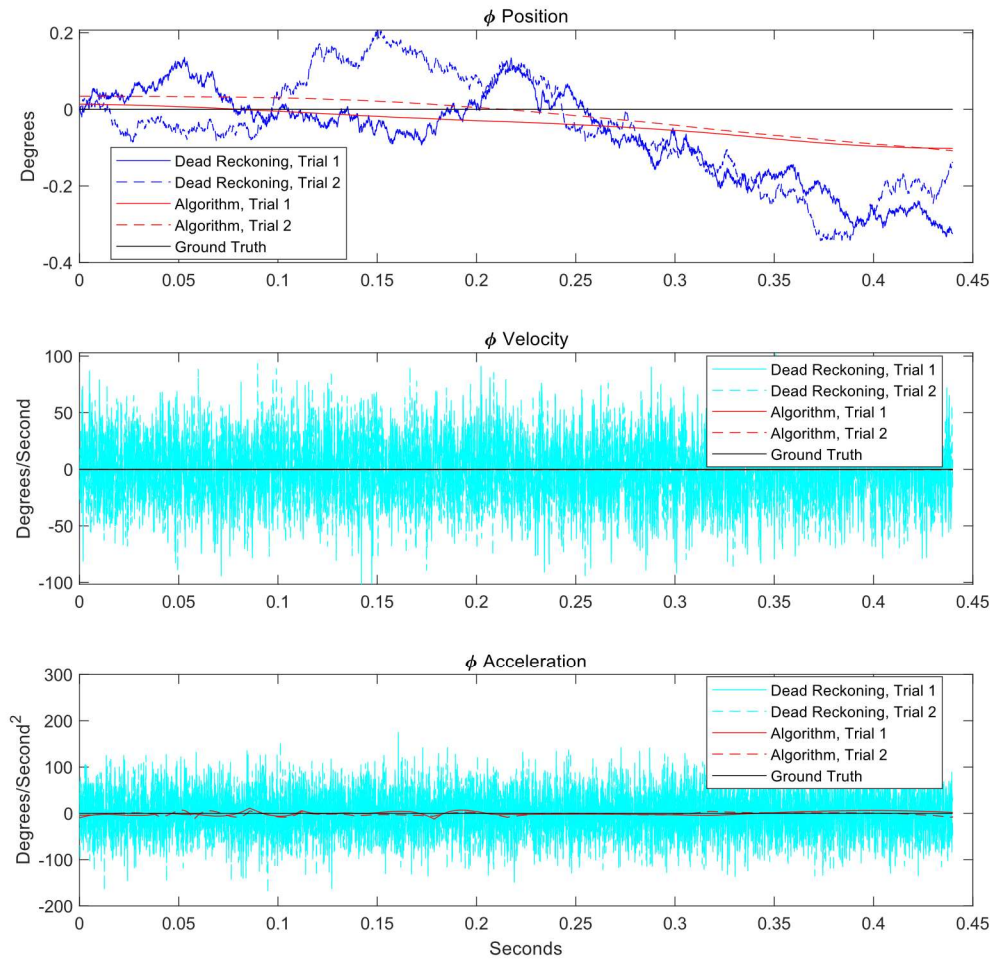 ϕ Position
0.2
0
-0.2
-0.4
Degrees
Dead Reckoning, Trial 1
Dead Reckoning, Trial 2
Algorithm, Trial 1
Algorithm, Trial 2
Ground Truth
0 0.05 0.1 0.15 0.2 0.25 0.3 0.35 0.4 0.45
ϕ Velocity
100
50
0
-50
-100
Degrees/Second
Dead Reckoning, Trial 1
Dead Reckoning, Trial 2
Algorithm, Trial 1
Algorithm, Trial 2
Ground Truth
0 0.05 0.1 0.15 0.2 0.25 0.3 0.35 0.4 0.45
ϕ Acceleration
300
200
100
0
-100
-200
Degrees/Second²
Dead Reckoning, Trial 1
Dead Reckoning, Trial 2
Algorithm, Trial 1
Algorithm, Trial 2
Ground Truth
0 0.05 0.1 0.15 0.2 0.25 0.3 0.35 0.4 0.45
Seconds